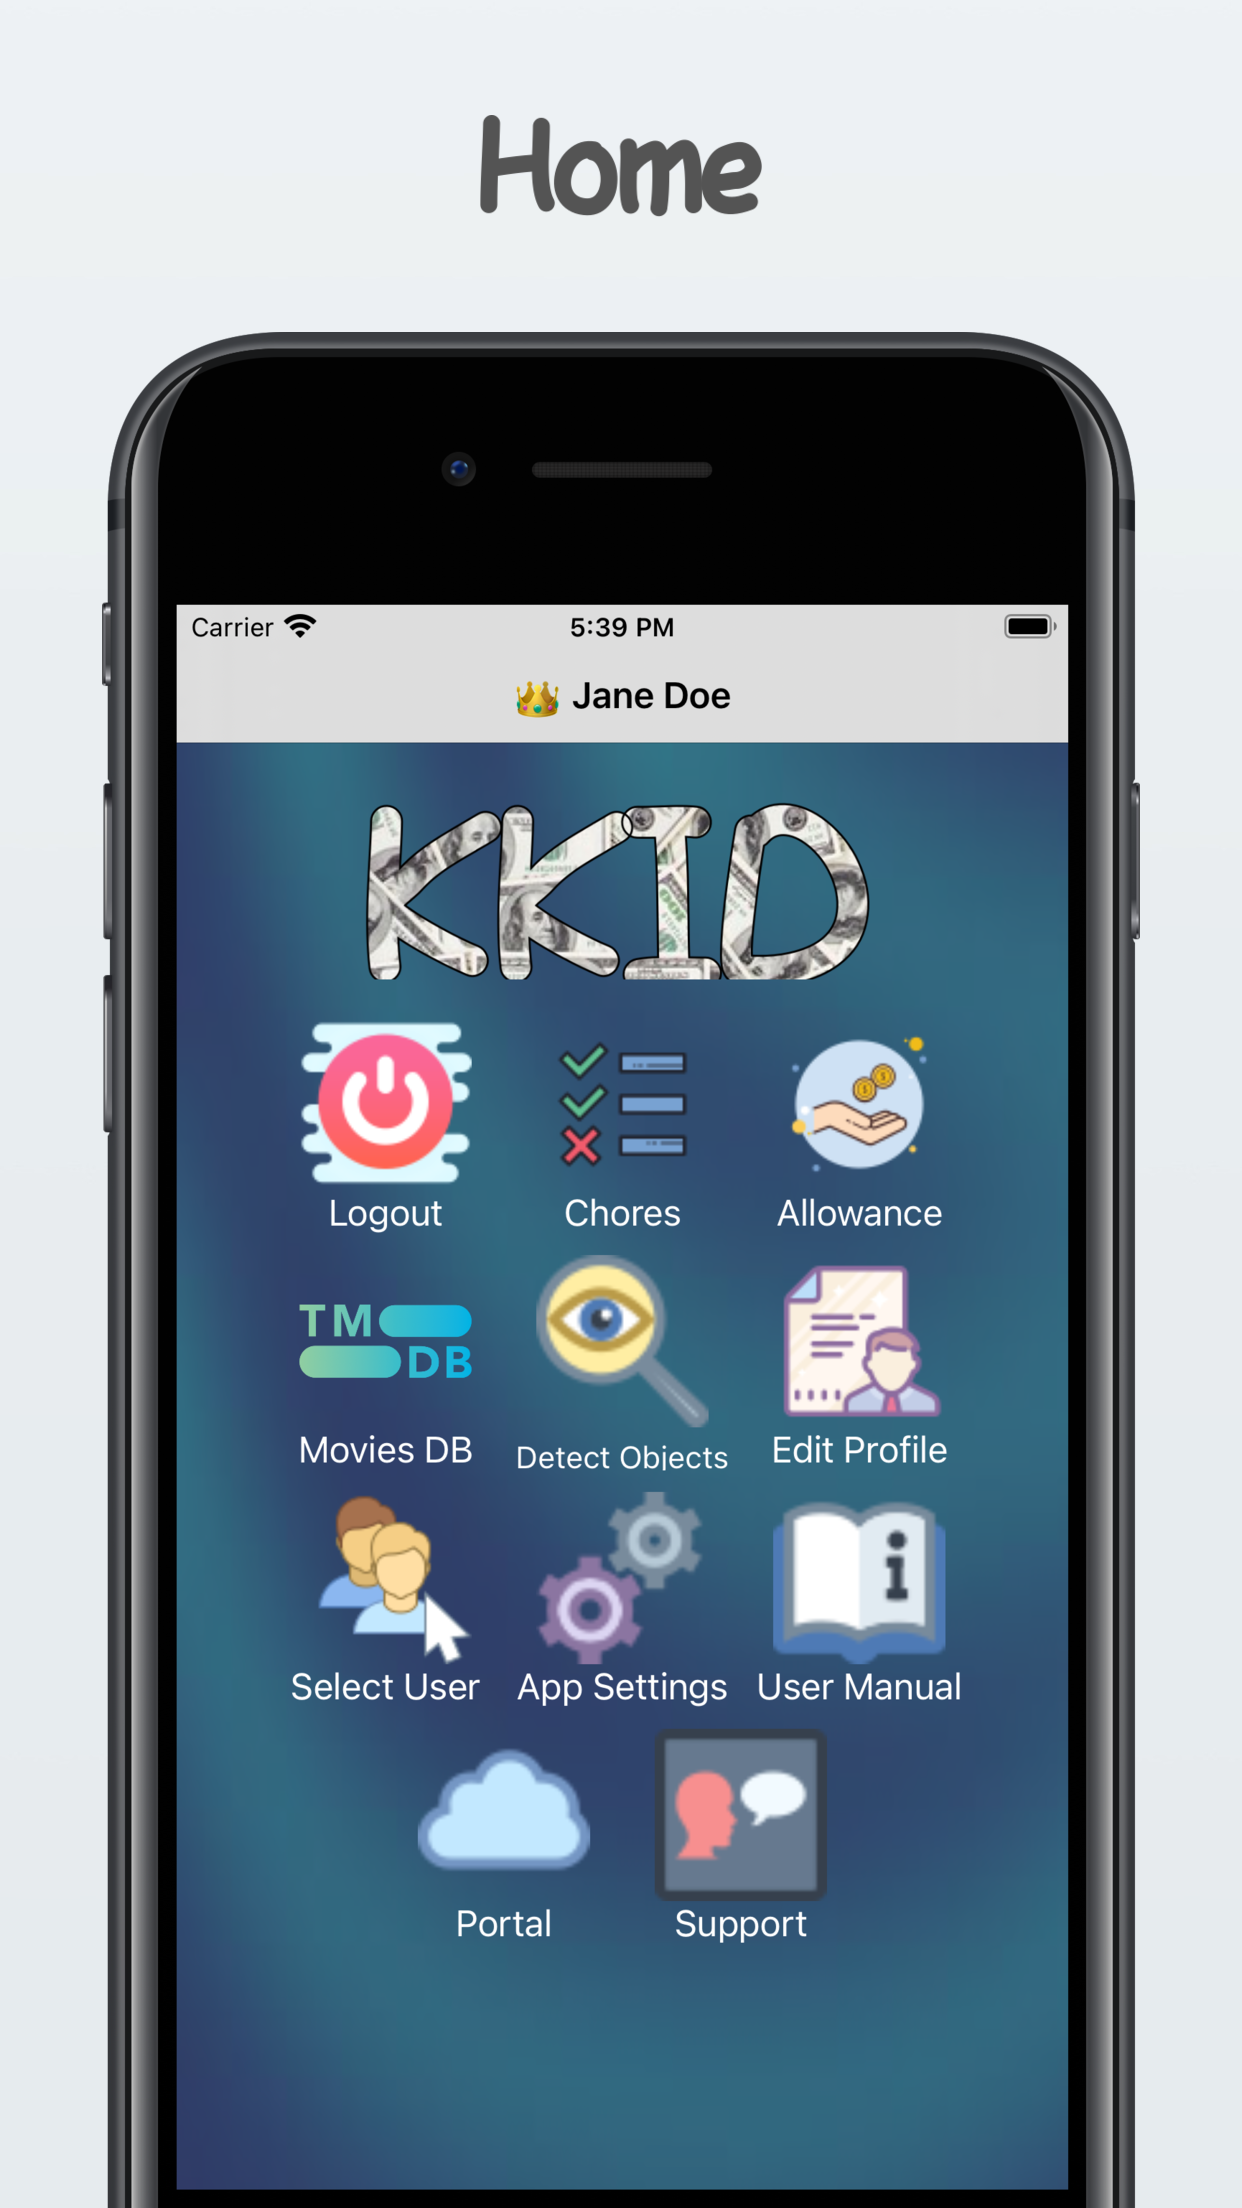 Home
Carrier 5:39 PM
👑 Jane Doe
KKID
Logout Chores Allowance
TM
DB
Movies DB Detect Objects Edit Profile
i
Select User App Settings User Manual
Portal Support